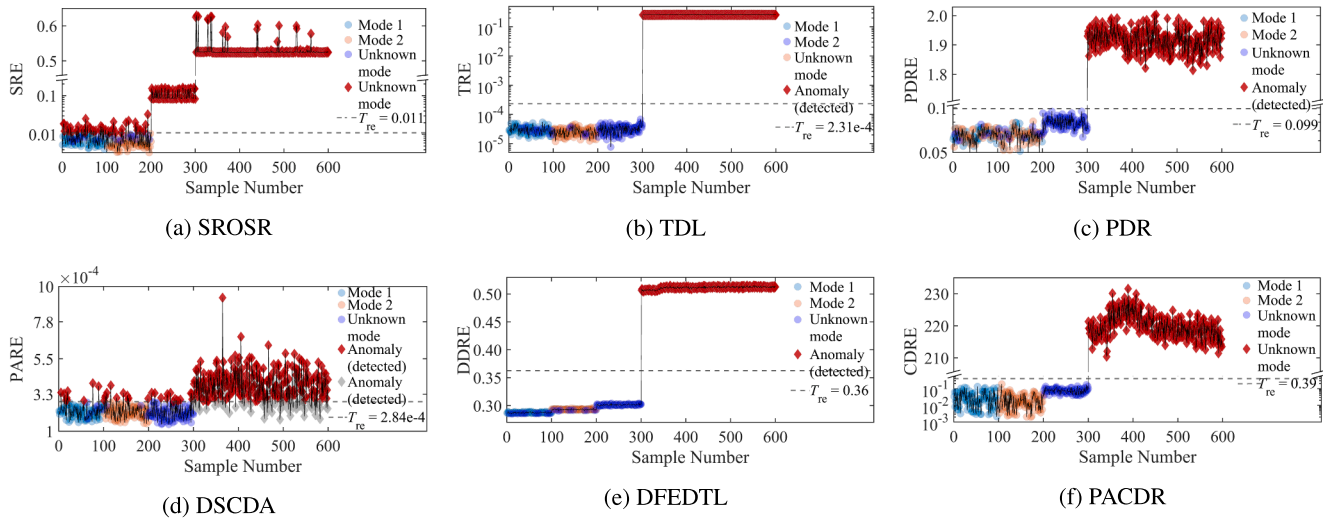 SRE
0.6
0.5
0.1
0.01
Mode 1
Mode 2
Unknown
mode
Unknown
mode
T re = 0.011
0 100 200 300 400 500 600
Sample Number
(a) SROSR
TRE
10⁻¹
10⁻²
10⁻³
10⁻⁴
10⁻⁵
Mode 1
Mode 2
Unknown
mode
Anomaly
(detected)
T re = 2.31e-4
0 100 200 300 400 500 600
Sample Number
(b) TDL
PDRE
2.0
1.9
1.8
0.1
0.05
Mode 1
Mode 2
Unknown
mode
Anomaly
(detected)
T re = 0.099
0 100 200 300 400 500 600
Sample Number
(c) PDR
×10⁻⁴
PARE
10
7.8
5.5
3.3
1
Mode 1
Mode 2
Unknown
mode
Anomaly
(detected)
Anomaly
(detected)
T re = 2.84e-4
0 100 200 300 400 500 600
Sample Number
(d) DSCDA
DDRE
0.50
0.45
0.40
0.35
0.30
Mode 1
Mode 2
Unknown
mode
Anomaly
(detected)
T re = 0.36
0 100 200 300 400 500 600
Sample Number
(e) DFEDTL
CDRE
230
220
210
10⁻¹
10⁻²
10⁻³
Mode 1
Mode 2
Unknown
mode
Unknown
mode
T re = 0.39
0 100 200 300 400 500 600
Sample Number
(f) PACDR